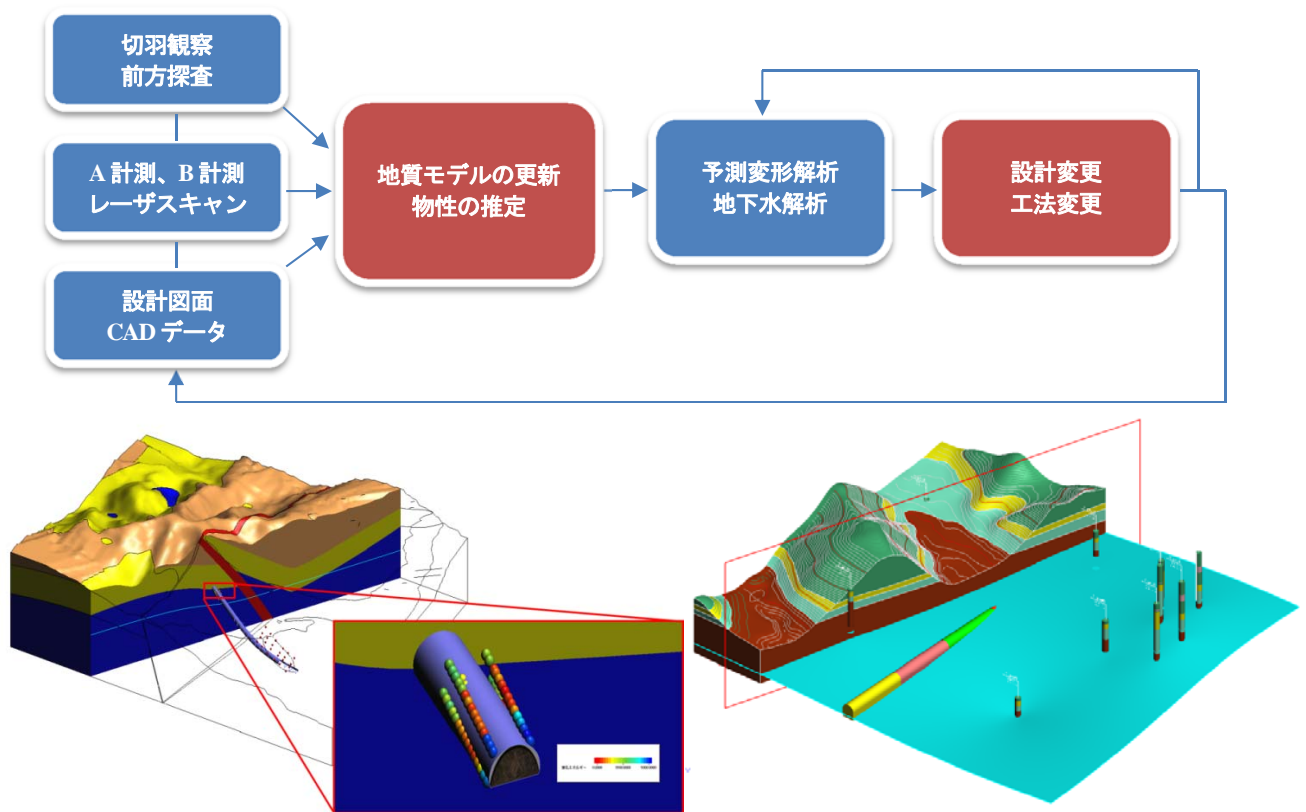 切羽観察
前方探査
A 計測、B 計測
レーザスキャン
設計図面
CAD データ
地質モデルの更新
物性の推定
予測変形解析
地下水解析
設計変更
工法変更